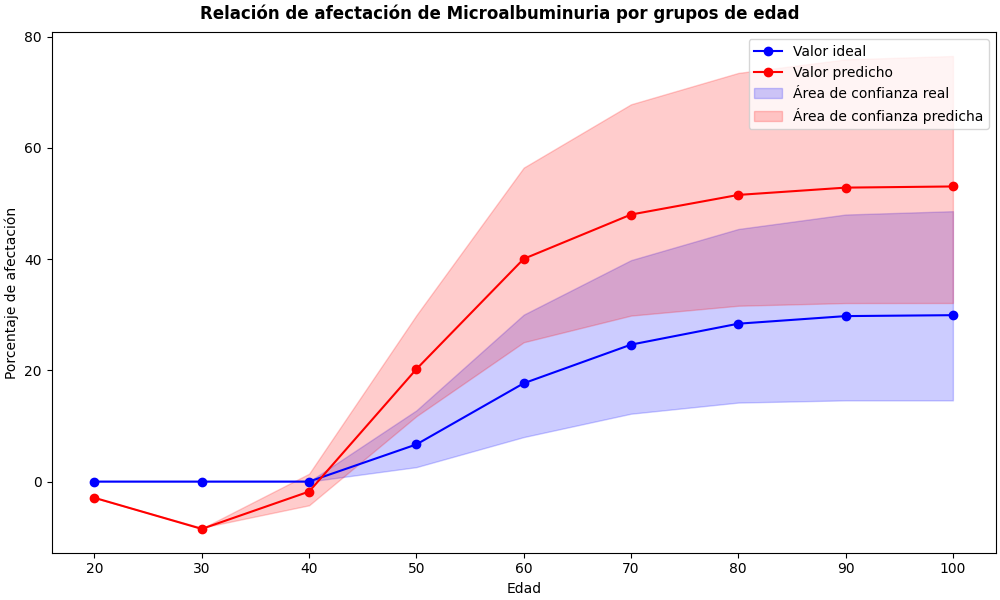 Relación de afectación de Microalbuminuria por grupos de edad
80
60
40
20
0
Porcentaje de afectación
Valor ideal
Valor predicho
Área de confianza real
Área de confianza predicha
20 30 40 50 60 70 80 90 100
Edad